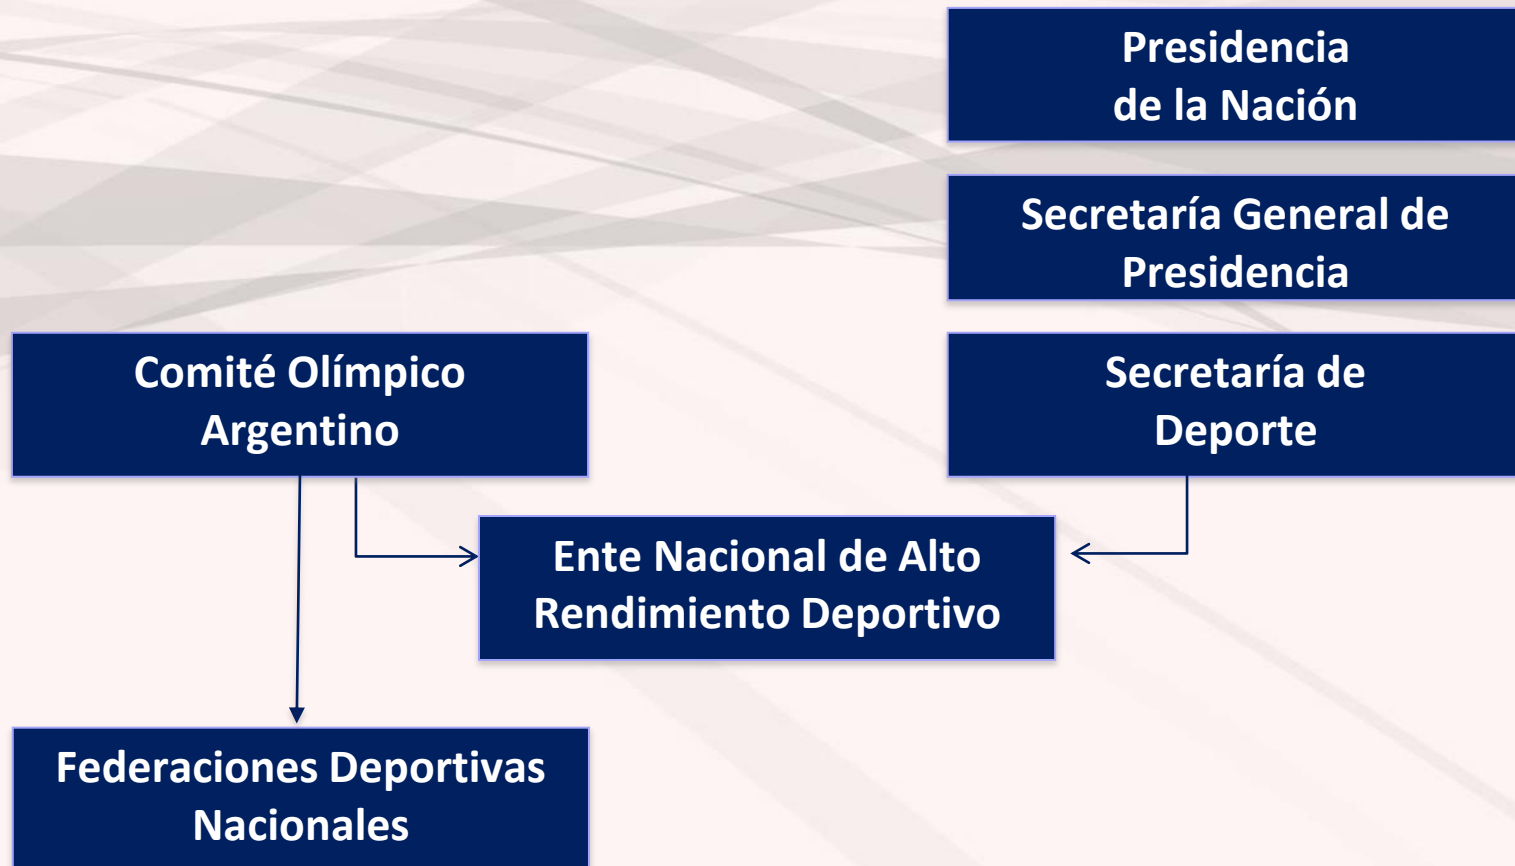 Presidencia
de la Nación
Secretaría General de
Presidencia
Comité Olímpico
Argentino
Secretaría de
Deporte
Ente Nacional de Alto
Rendimiento Deportivo
Federaciones Deportivas
Nacionales